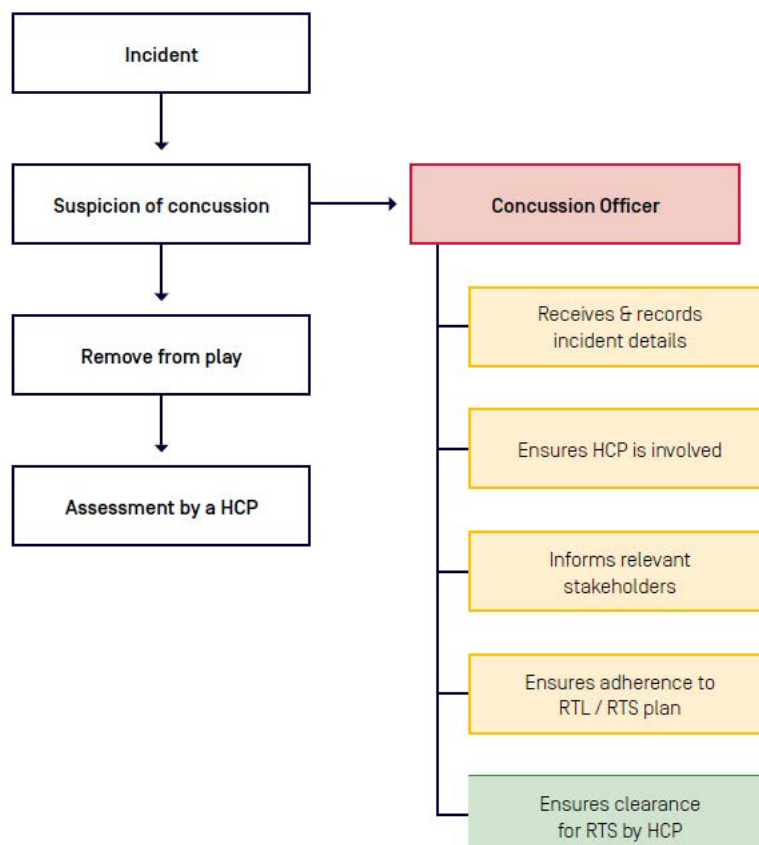 Incident
Suspicion of concussion
Remove from play
Assessment by a HCP
Concussion Officer
Receives & records
incident details
Ensures HCP is involved
Informs relevant
stakeholders
Ensures adherence to
RTL / RTS plan
Ensures clearance
for RTS by HCP